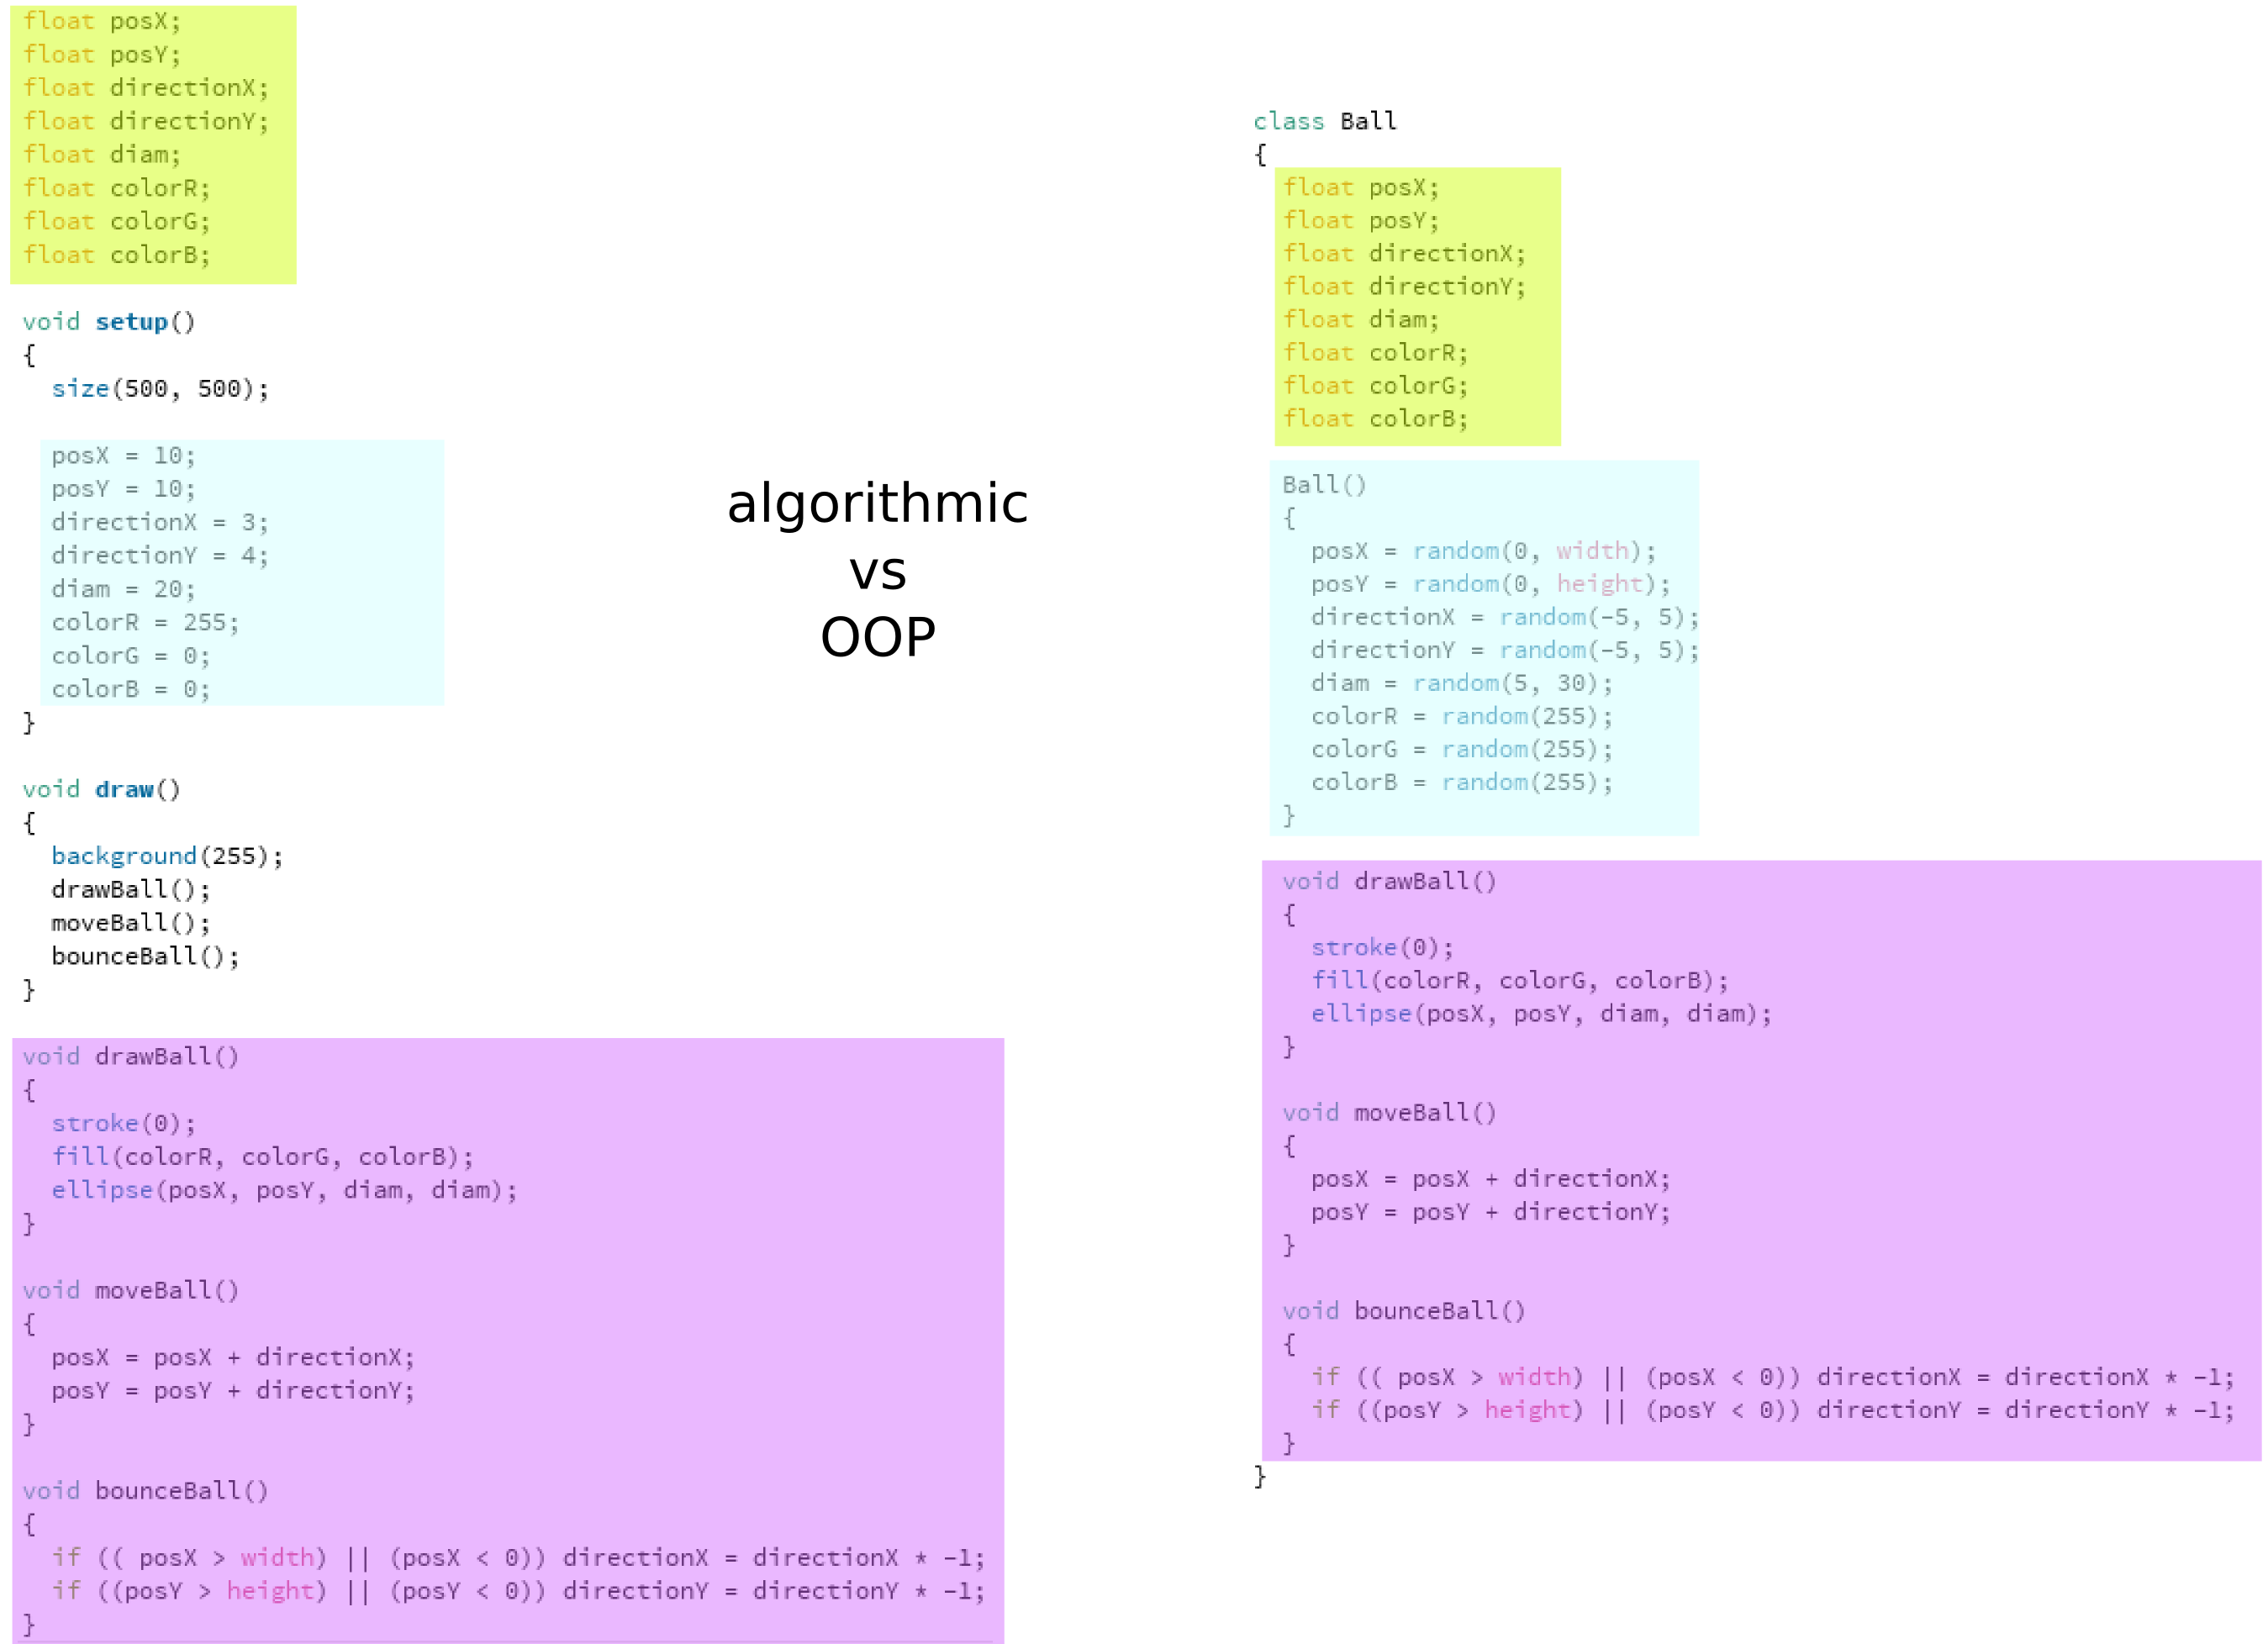 float posX;
float posY;
float directionX;
float directionY;
float diam;
float colorR;
float colorG;
float colorB;
void setup()
{
  size(500, 500);
  posX = 10;
  posY = 10;
  directionX = 3;
  directionY = 4;
  diam = 20;
  colorR = 255;
  colorG = 0;
  colorB = 0;
}
void draw()
{
  background(255);
  drawBall();
  moveBall();
  bounceBall();
}
void drawBall()
{
  stroke(0);
  fill(colorR, colorG, colorB);
  ellipse(posX, posY, diam, diam);
}
void moveBall()
{
  posX = posX + directionX;
  posY = posY + directionY;
}
void bounceBall()
{
  if (( posX > width) || (posX < 0)) directionX = directionX * -1;
  if ((posY > height) || (posY < 0)) directionY = directionY * -1;
}
algorithmic
vs
OOP
class Ball
{
  float posX;
  float posY;
  float directionX;
  float directionY;
  float diam;
  float colorR;
  float colorG;
  float colorB;
  Ball()
  {
    posX = random(0, width);
    posY = random(0, height);
    directionX = random(-5, 5);
    directionY = random(-5, 5);
    diam = random(5, 30);
    colorR = random(255);
    colorG = random(255);
    colorB = random(255);
  }
  void drawBall()
  {
    stroke(0);
    fill(colorR, colorG, colorB);
    ellipse(posX, posY, diam, diam);
  }
  void moveBall()
  {
    posX = posX + directionX;
    posY = posY + directionY;
  }
  void bounceBall()
  {
    if (( posX > width) || (posX < 0)) directionX = directionX * -1;
    if ((posY > height) || (posY < 0)) directionY = directionY * -1;
  }
}